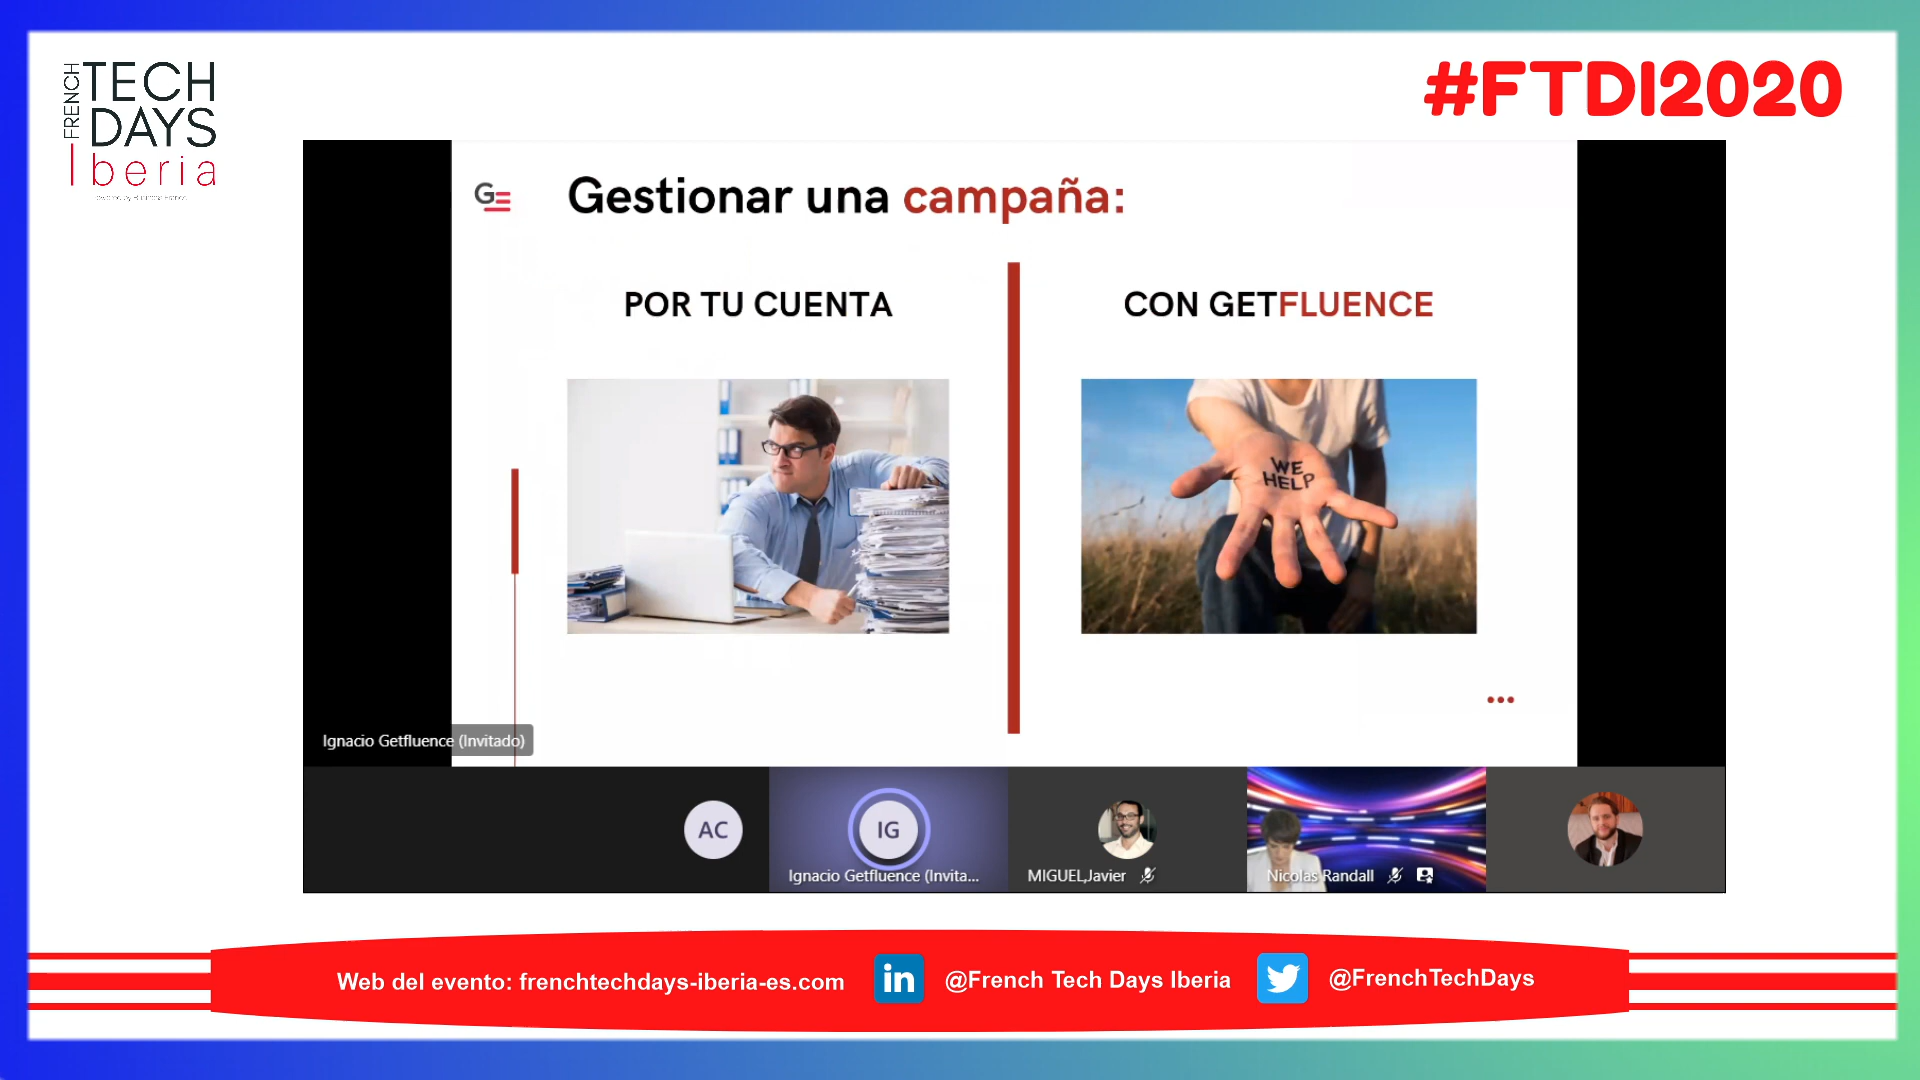 FRENCH
TECH
DAYS
Iberia
#FTDI2020
G
Gestionar una campaña:
POR TU CUENTA
CON GETFLUENCE
WE
HELP
Ignacio Getfluence (Invitado)
AC
IG
Ignacio Getfluence (Invita...
MIGUEL,Javier
Nicolas Randall
Web del evento: frenchtechdays-iberia-es.com
in
@French Tech Days Iberia
@FrenchTechDays